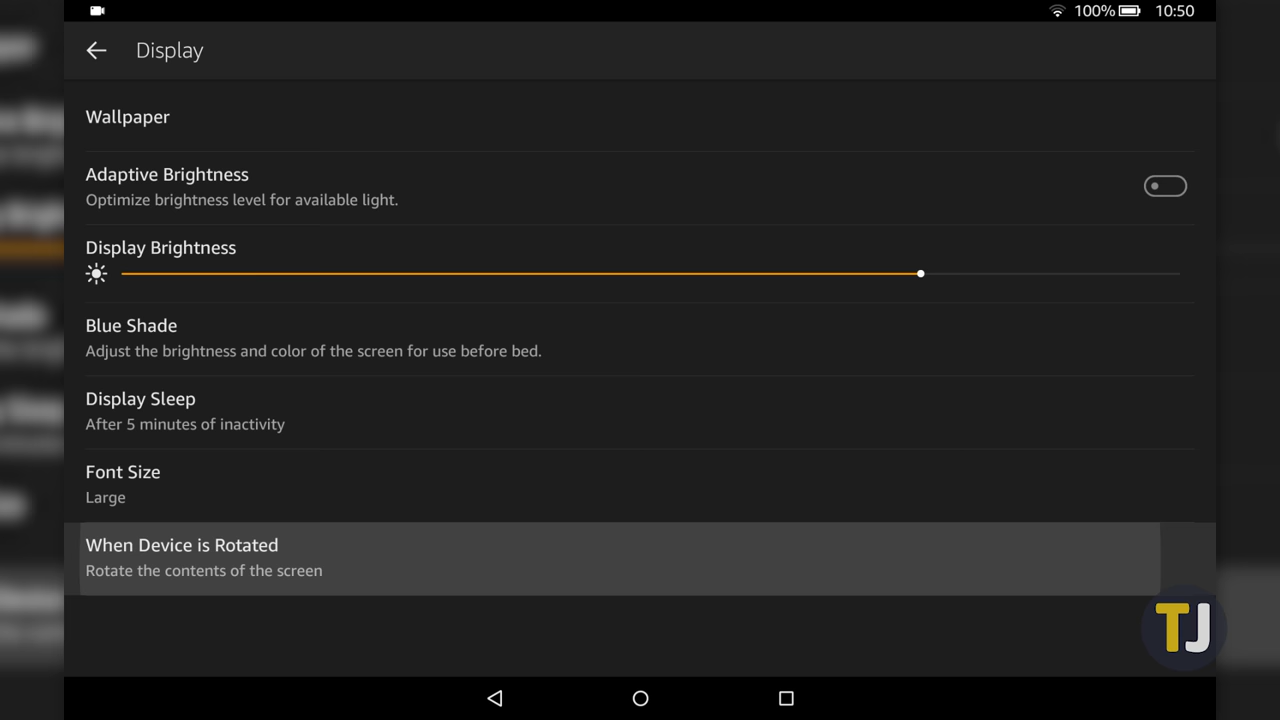 100% 10:50
Display
Wallpaper
Adaptive Brightness
Optimize brightness level for available light.
Display Brightness
Blue Shade
Adjust the brightness and color of the screen for use before bed.
Display Sleep
After 5 minutes of inactivity
Font Size
Large
When Device is Rotated
Rotate the contents of the screen
TJ